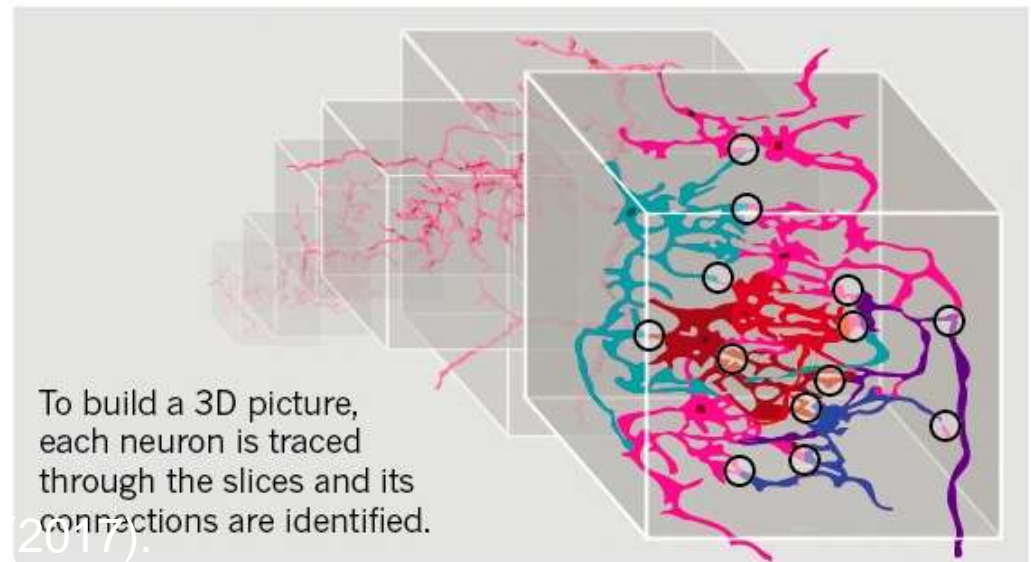 To build a 3D picture,
each neuron is traced
through the slices and its
connections are identified.
(2017).